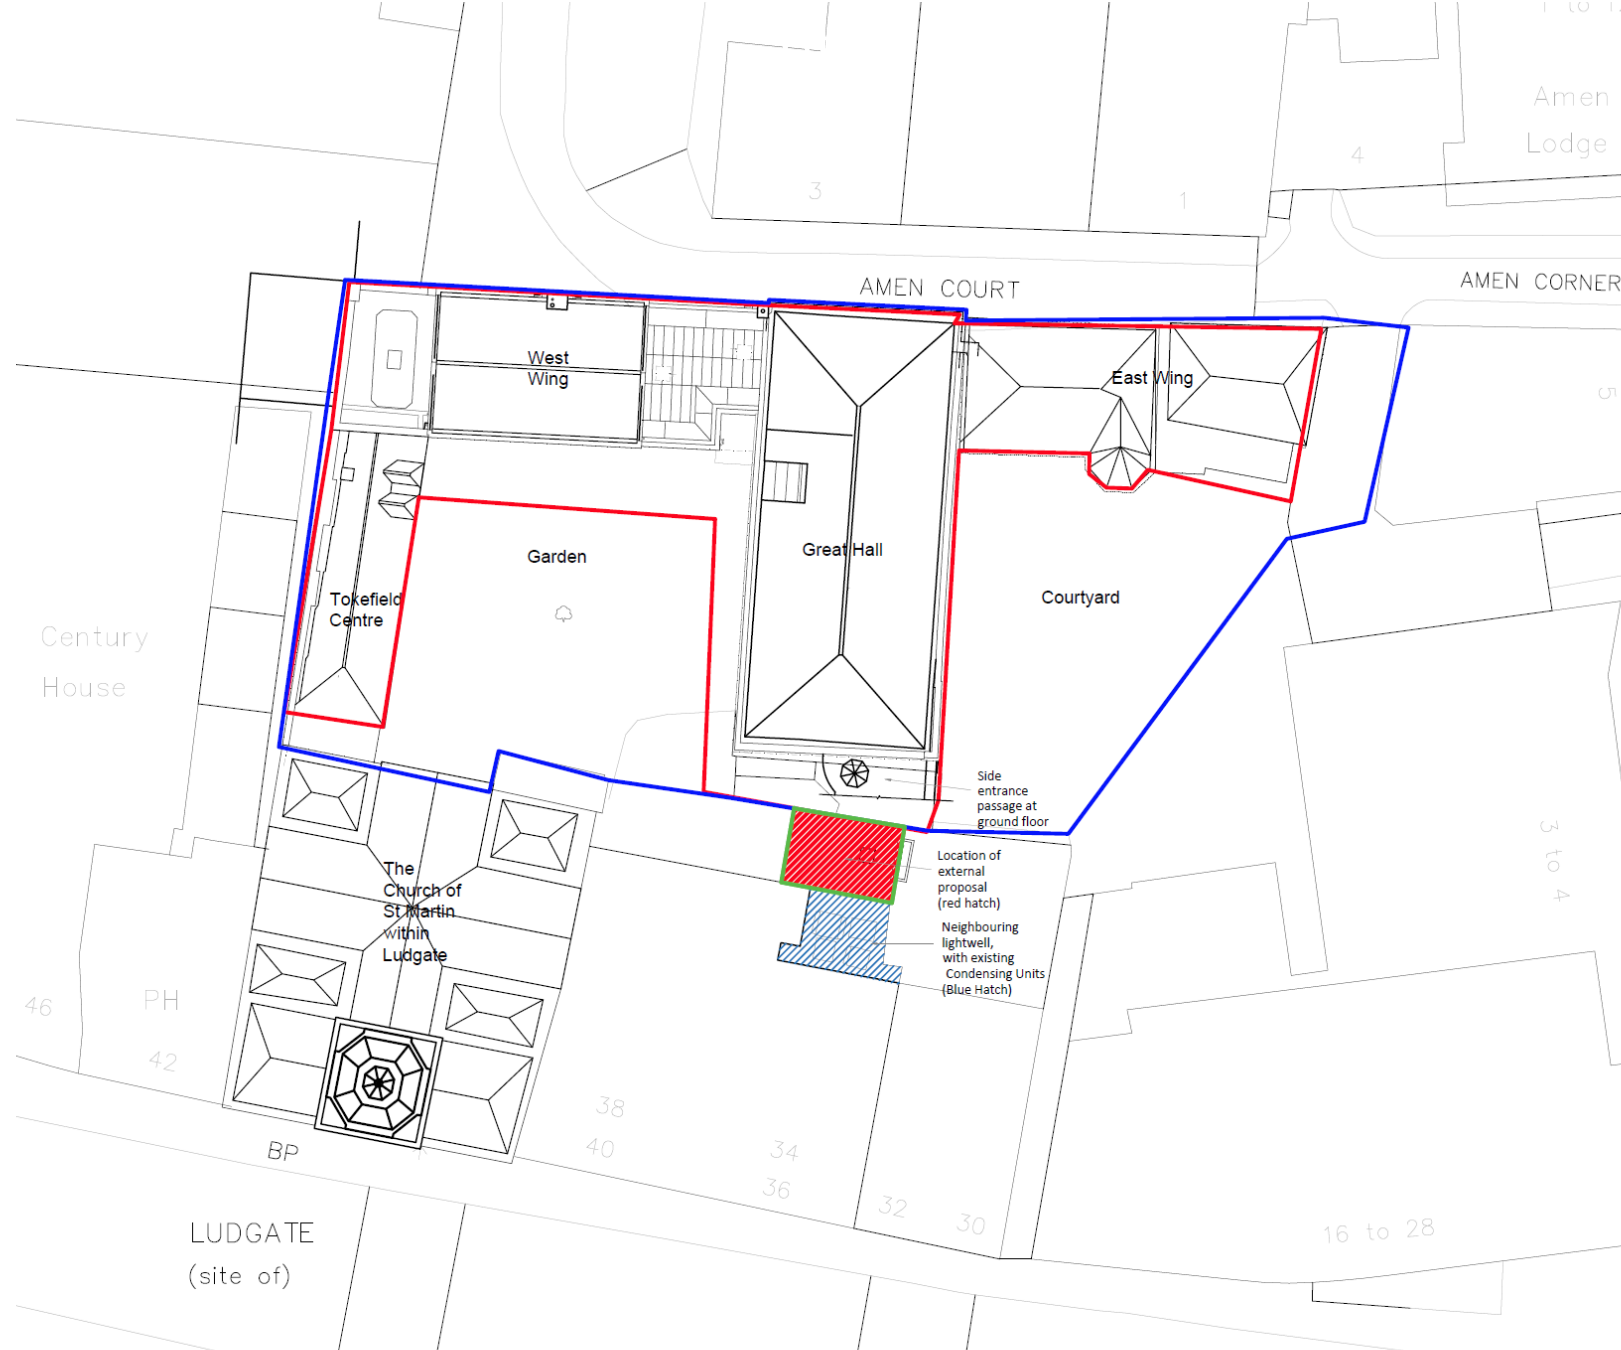 Amen
Lodge
4
3
1
AMEN COURT
AMEN CORNER
West
Wing
East Wing
5
Garden
Great Hall
Courtyard
Tokefield
Centre
Century
House
Side
entrance
passage at
ground floor
Location of
external
proposal
(red hatch)
Neighbouring
lightwell,
with existing
Condensing Units
(Blue Hatch)
The
Church of
St Martin
within
Ludgate
3 to 4
46
PH
42
38
40
34
36
32
30
16 to 28
BP
LUDGATE
(site of)